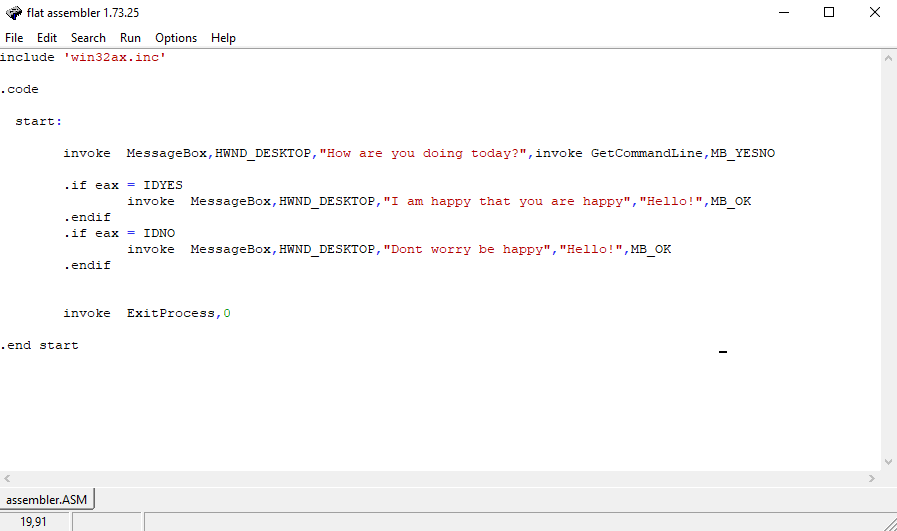 flat assembler 1.73.25
File Edit Search Run Options Help
include 'win32ax.inc'
.code
start:
invoke MessageBox,HWND_DESKTOP,"How are you doing today?",invoke GetCommandLine,MB_YESNO
.if eax = IDYES
invoke MessageBox,HWND_DESKTOP,"I am happy that you are happy","Hello!",MB_OK
.endif
.if eax = IDNO
invoke MessageBox,HWND_DESKTOP,"Dont worry be happy","Hello!",MB_OK
.endif
invoke ExitProcess,0
.end start
assembler.ASM
19,91